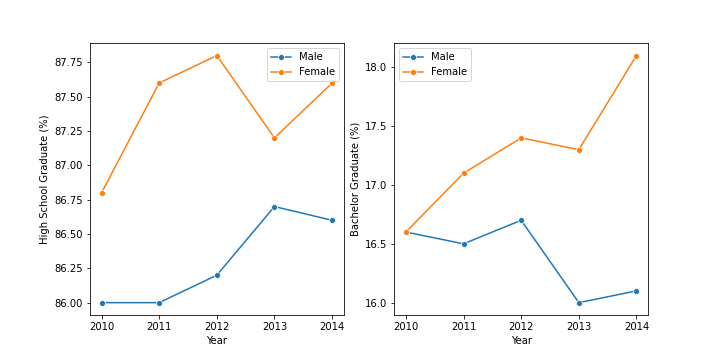 High School Graduate (%)
87.75
87.50
87.25
87.00
86.75
86.50
86.25
86.00
2010 2011 2012 2013 2014
Year
Male
Female
Bachelor Graduate (%)
18.0
17.5
17.0
16.5
16.0
2010 2011 2012 2013 2014
Year
Male
Female